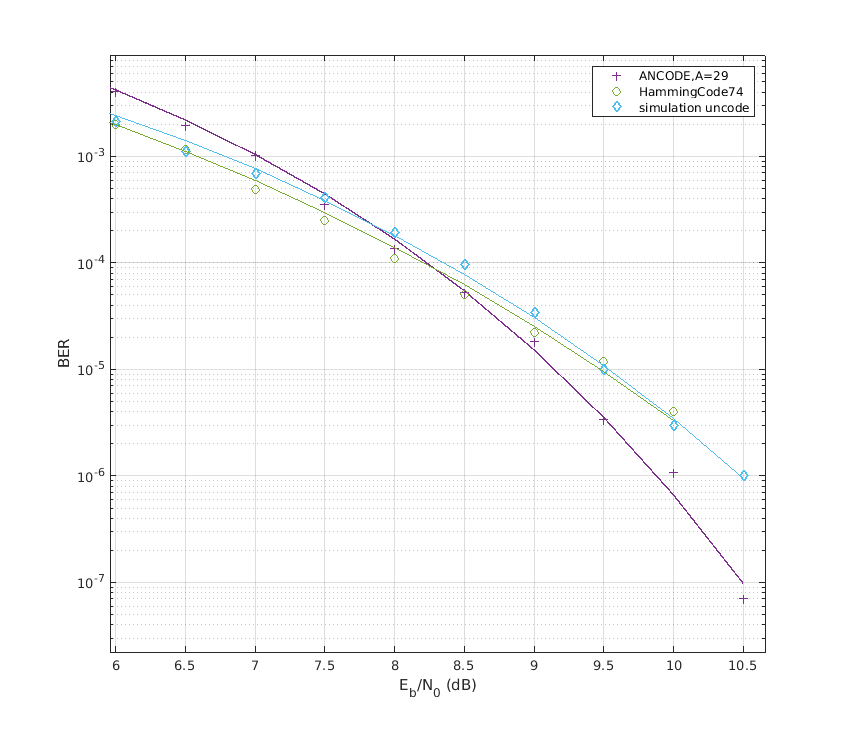 ANCODE,A=29
HammingCode74
simulation uncode
10^-3
10^-4
10^-5
10^-6
10^-7
BER
6 6.5 7 7.5 8 8.5 9 9.5 10 10.5
E_b/N_0 (dB)